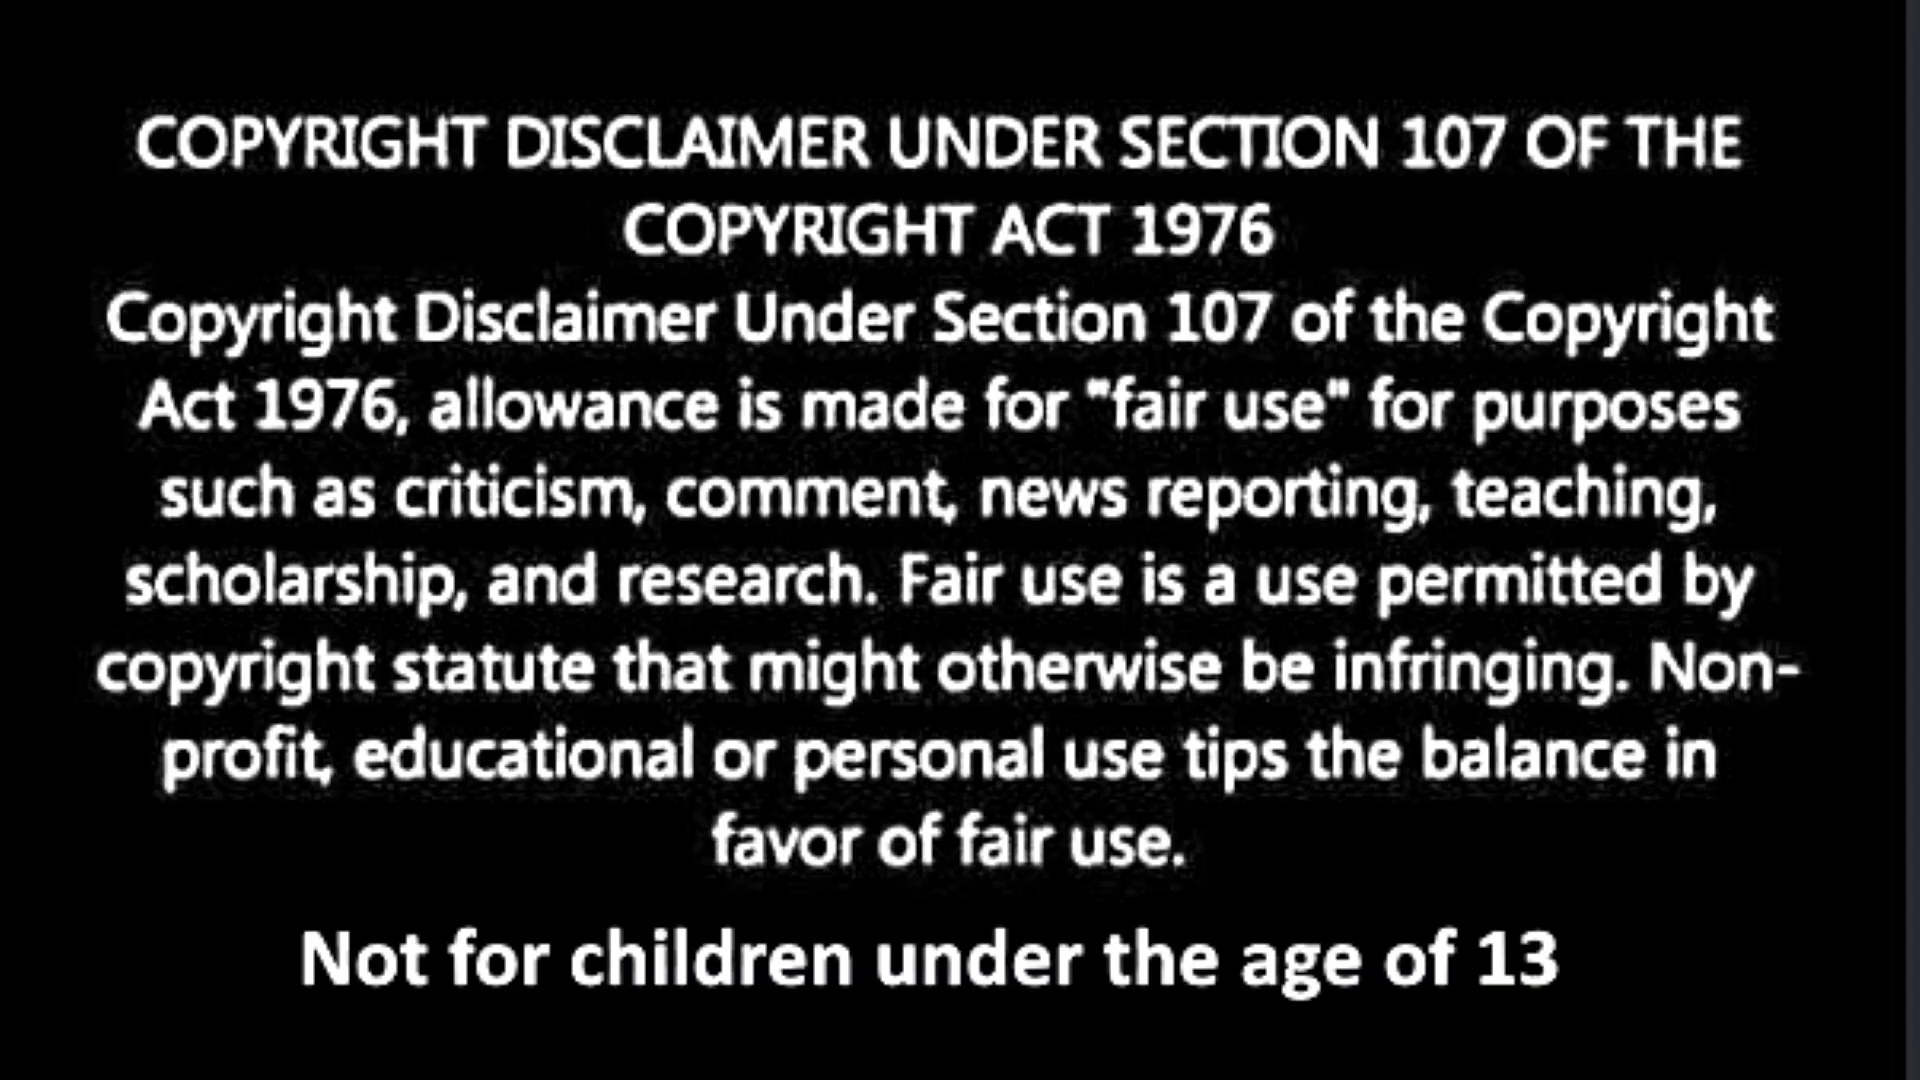 COPYRIGHT DISCLAIMER UNDER SECTION 107 OF THE
COPYRIGHT ACT 1976
Copyright Disclaimer Under Section 107 of the Copyright
Act 1976, allowance is made for "fair use" for purposes
such as criticism, comment, news reporting, teaching,
scholarship, and research. Fair use is a use permitted by
copyright statute that might otherwise be infringing. Non-
profit, educational or personal use tips the balance in
favor of fair use.
Not for children under the age of 13